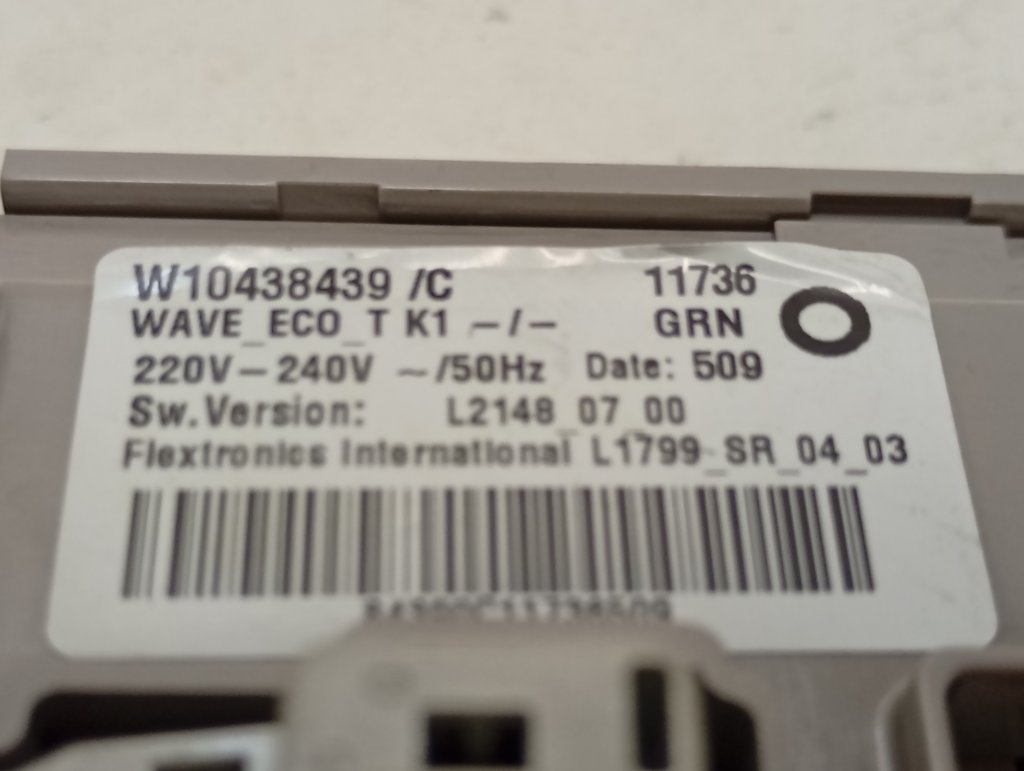 W10438439 /C 11736
WAVE_ECO_T K1 –/– GRN
220V–240V ~/50Hz Date: 509
Sw.Version: L2148_07_00
Flextronics International L1799_SR_04_03